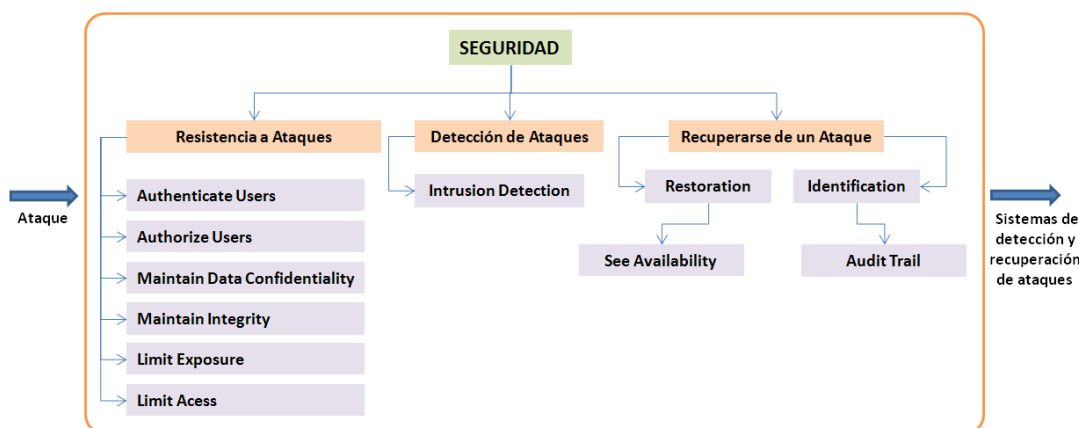 SEGURIDAD
Resistencia a Ataques
Detección de Ataques
Recuperarse de un Ataque
Authenticate Users
Authorize Users
Maintain Data Confidentiality
Maintain Integrity
Limit Exposure
Limit Acess
Intrusion Detection
Restoration
Identification
See Availability
Audit Trail
Ataque
Sistemas de
detección y
recuperación
de ataques